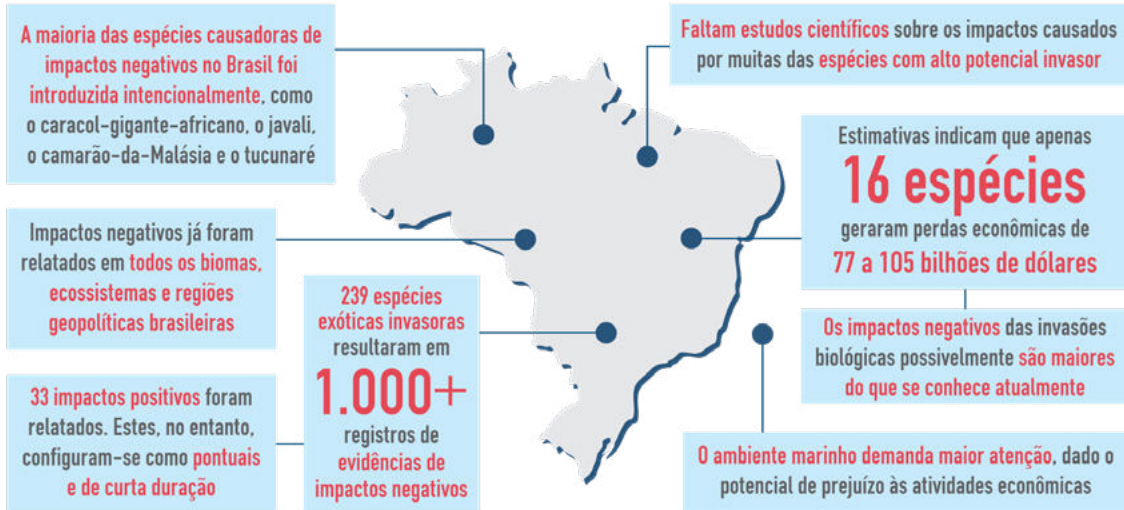 A maioria das espécies causadoras de
impactos negativos no Brasil foi
introduzida intencionalmente, como
o caracol-gigante-africano, o javali,
o camarão-da-Malásia e o tucunaré
Faltam estudos científicos sobre os impactos causados
por muitas das espécies com alto potencial invasor
Estimativas indicam que apenas
16 espécies
geraram perdas econômicas de
77 a 105 bilhões de dólares
Impactos negativos já foram
relatados em todos os biomas,
ecossistemas e regiões
geopolíticas brasileiras
239 espécies
exóticas invasoras
resultaram em
1.000+
registros de
evidências de
impactos negativos
Os impactos negativos das invasões
biológicas possivelmente são maiores
do que se conhece atualmente
33 impactos positivos foram
relatados. Estes, no entanto,
configuram-se como pontuais
e de curta duração
O ambiente marinho demanda maior atenção, dado o
potencial de prejuízo às atividades econômicas